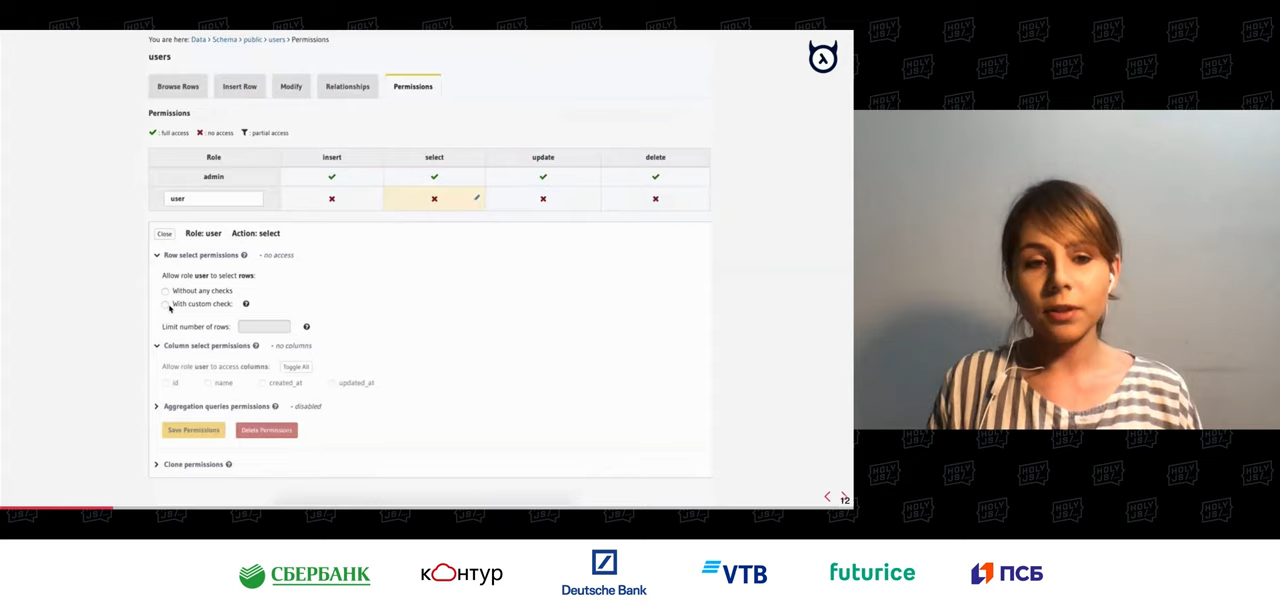 You are here: Data > Schema > public > users > Permissions
users
Browse Rows Insert Row Modify Relationships Permissions
Permissions
: full access : no access : partial access
Role insert select update delete
admin
user
Close Role: user Action: select
Row select permissions - no access
Allow role user to select rows:
Without any checks
With custom check:
Limit number of rows:
Column select permissions - no columns
Allow role user to access columns: Toggle All
id name created_at updated_at
Aggregation queries permissions - disabled
Save Permissions Delete Permissions
Clone permissions
12
HOLY JS/
СБЕРБАНК КОНТУР Deutsche Bank VTB futurice ПСБ